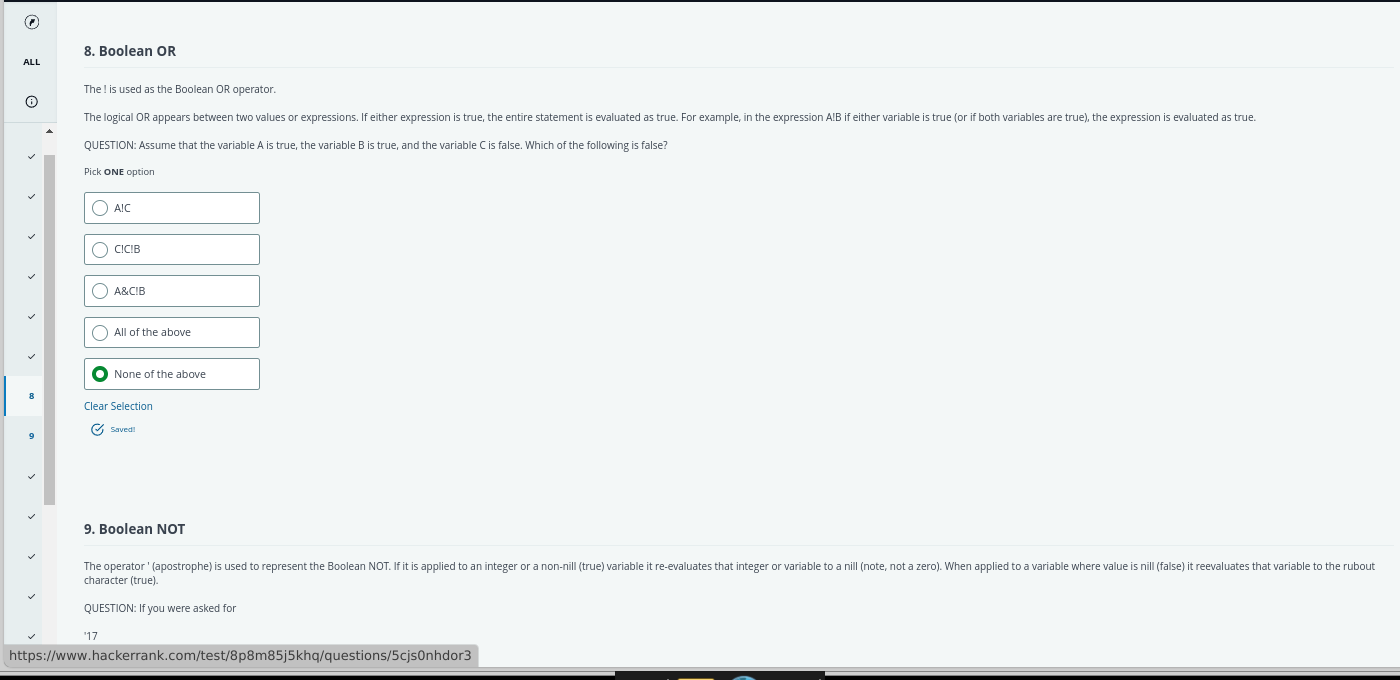 8. Boolean OR
ALL
The ! is used as the Boolean OR operator.
The logical OR appears between two values or expressions. If either expression is true, the entire statement is evaluated as true. For example, in the expression A!B if either variable is true (or if both variables are true), the expression is evaluated as true.
QUESTION: Assume that the variable A is true, the variable B is true, and the variable C is false. Which of the following is false?
Pick ONE option
A!C
C!C!B
A&C!B
All of the above
None of the above
8
Clear Selection
Saved!
9
9. Boolean NOT
The operator ' (apostrophe) is used to represent the Boolean NOT. If it is applied to an integer or a non-nill (true) variable it re-evaluates that integer or variable to a nill (note, not a zero). When applied to a variable where value is nill (false) it reevaluates that variable to the rubout
character (true).
QUESTION: If you were asked for
'17
https://www.hackerrank.com/test/8p8m85j5khq/questions/5cjs0nhdor3